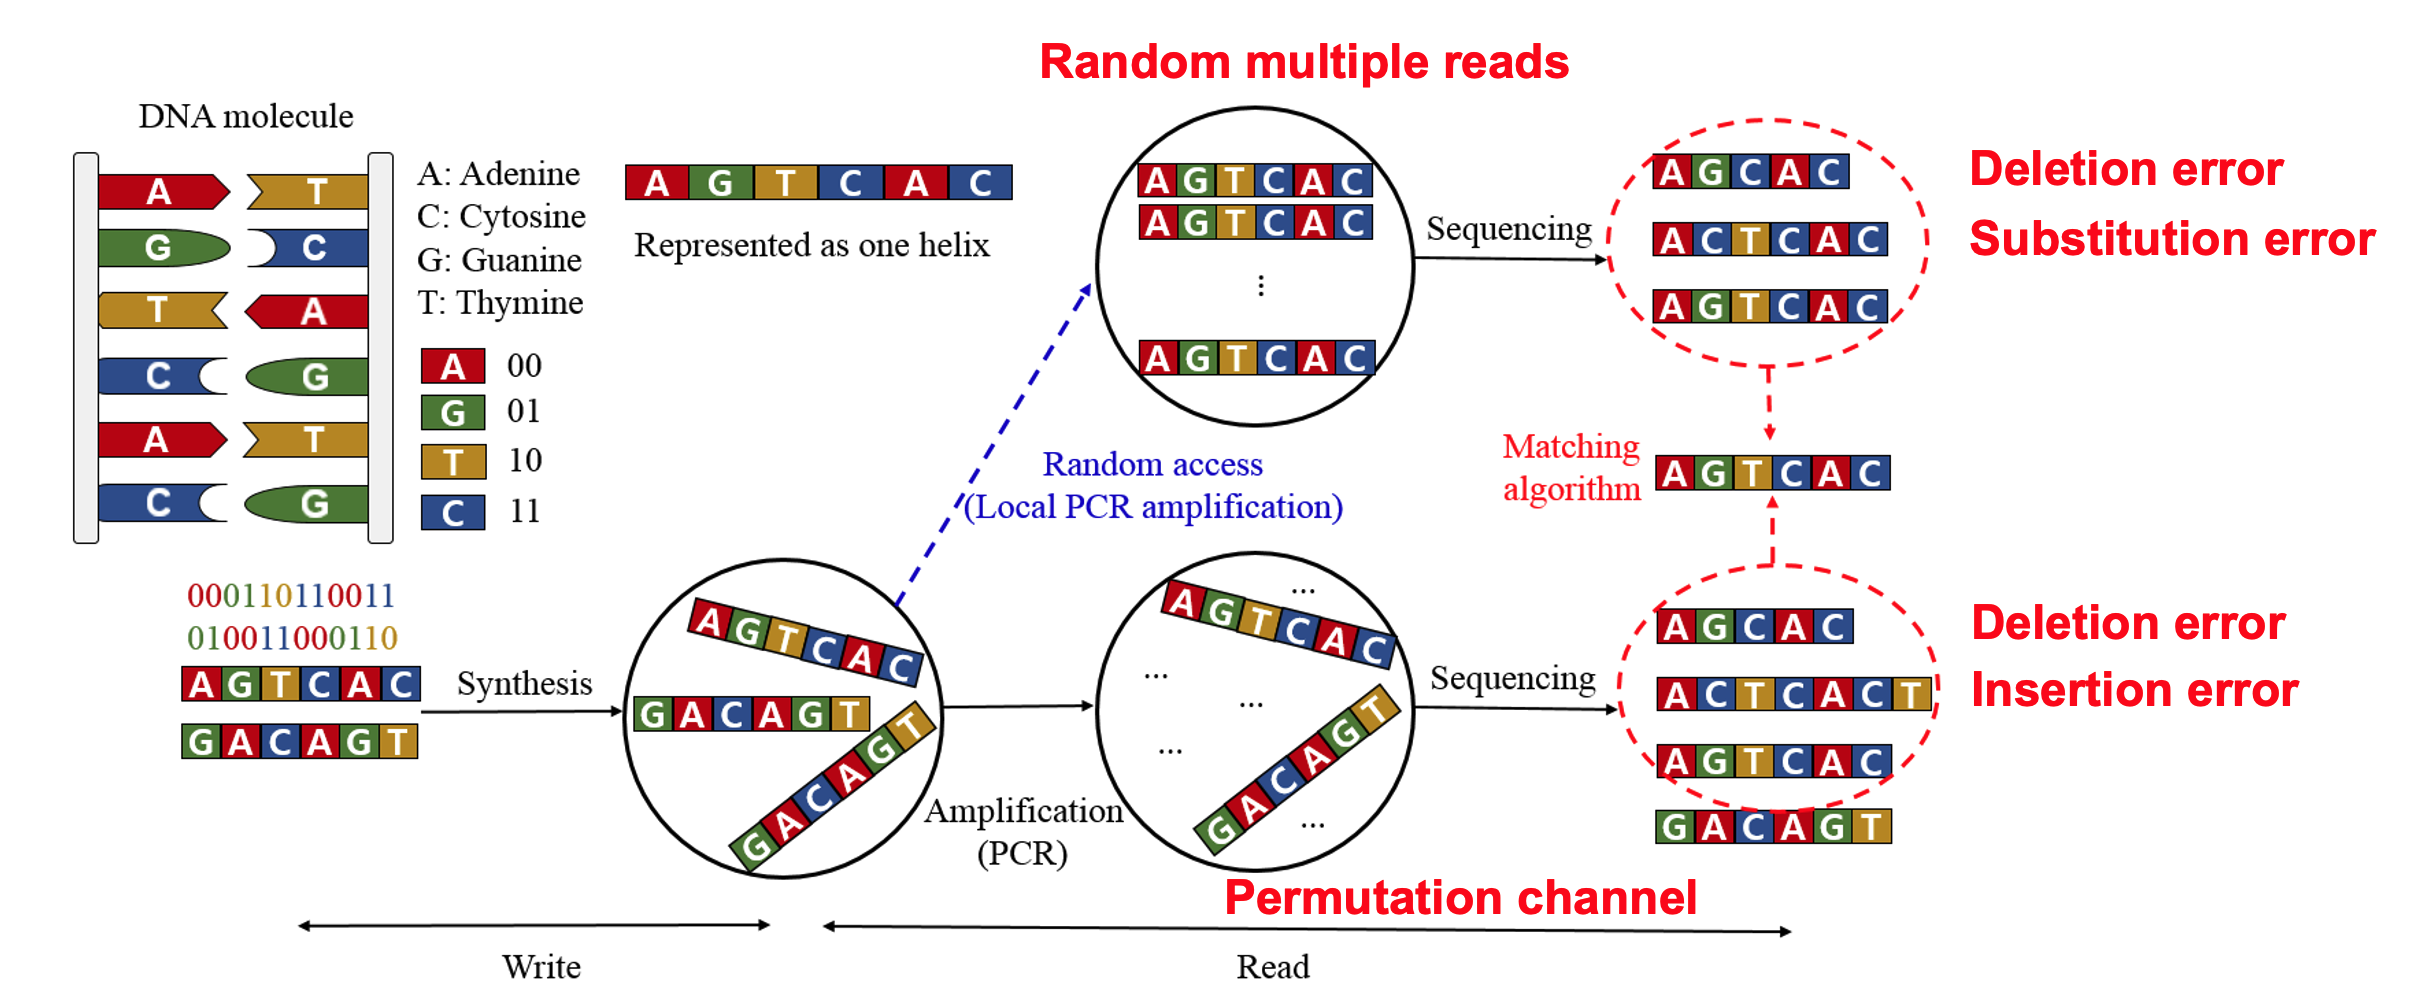 Random multiple reads
DNA molecule
A T
G C
T A
C G
A T
C G
A: Adenine
C: Cytosine
G: Guanine
T: Thymine
A 00
G 01
T 10
C 11
A G T C A C
Represented as one helix
A G T C A C
A G T C A C
⋮
A G T C A C
Sequencing
A G C A C
A C T C A C
A G T C A C
Deletion error
Substitution error
Random access
(Local PCR amplification)
Matching
algorithm
A G T C A C
000110110011
010011000110
A G T C A C
G A C A G T
Synthesis
A G T C A C
G A C A G T
G A C A G T
Amplification
(PCR)
...
A G T C A C
...
...
...
G A C A G T
...
Sequencing
A G C A C
A C T C A C T
A G T C A C
G A C A G T
Deletion error
Insertion error
Permutation channel
Write
Read